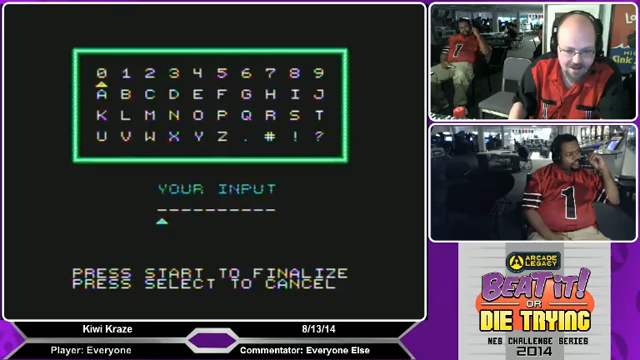 0 1 2 3 4 5 6 7 8 9
A B C D E F G H I J
K L M N O P Q R S T
U V W X Y Z . # ! ?
YOUR INPUT
----------
PRESS START TO FINALIZE
PRESS SELECT TO CANCEL
1
1
ARCADE
LEGACY
BEAT iT!
OR
DIE TRYING
NES CHALLENGE SERIES
2014
Kiwi Kraze
8/13/14
Player: Everyone
Commentator: Everyone Else